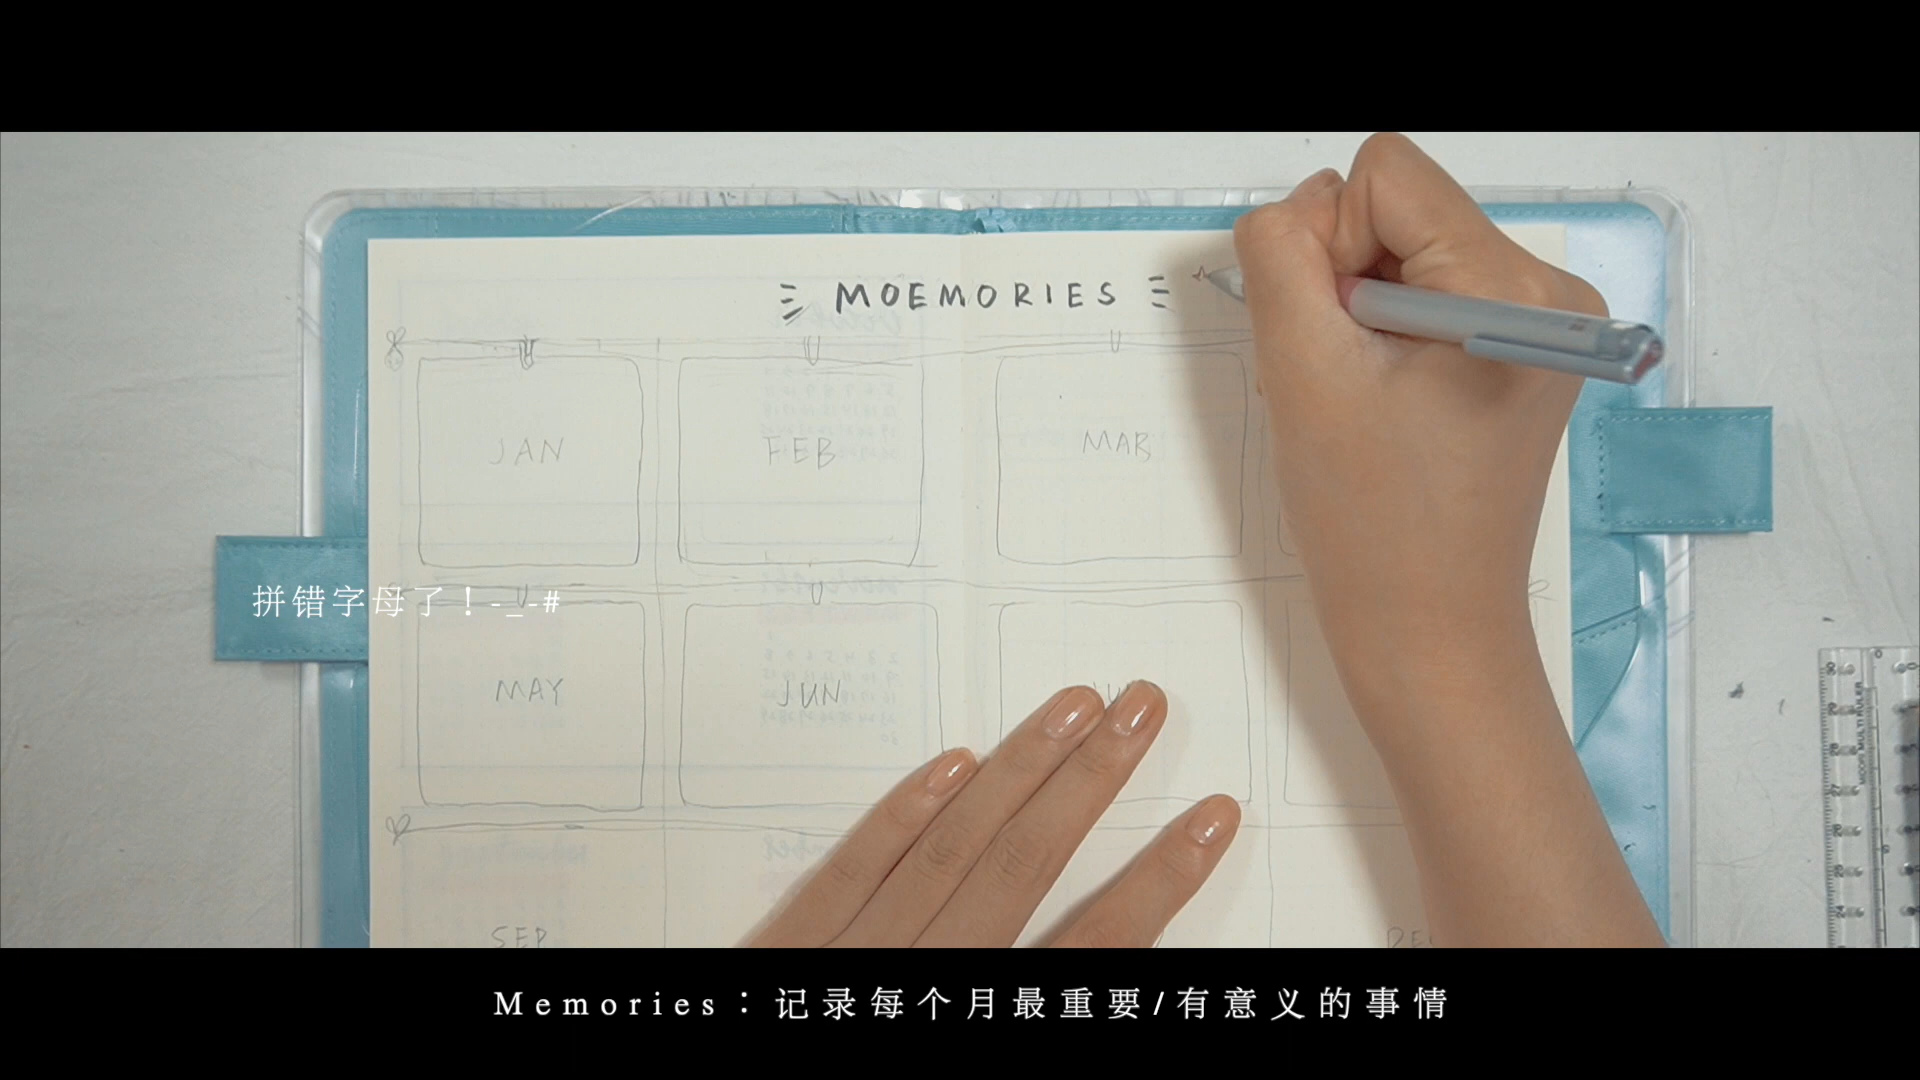 MOEMORIES
JAN FEB MAR
拼错字母了！-_-#
MAY JUN
SEP
Memories：记录每个月最重要/有意义的事情